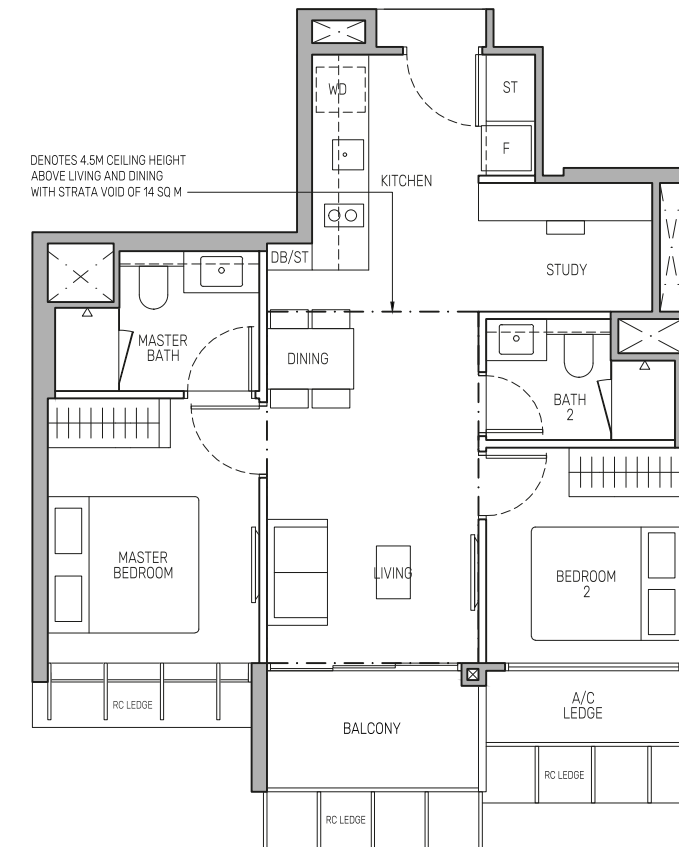 WD
ST
F
DENOTES 4.5M CEILING HEIGHT
ABOVE LIVING AND DINING
WITH STRATA VOID OF 14 SQ M
KITCHEN
DB/ST
STUDY
MASTER
BATH
DINING
BATH
2
MASTER
BEDROOM
LIVING
BEDROOM
2
RC LEDGE
BALCONY
A/C
LEDGE
RC LEDGE
RC LEDGE